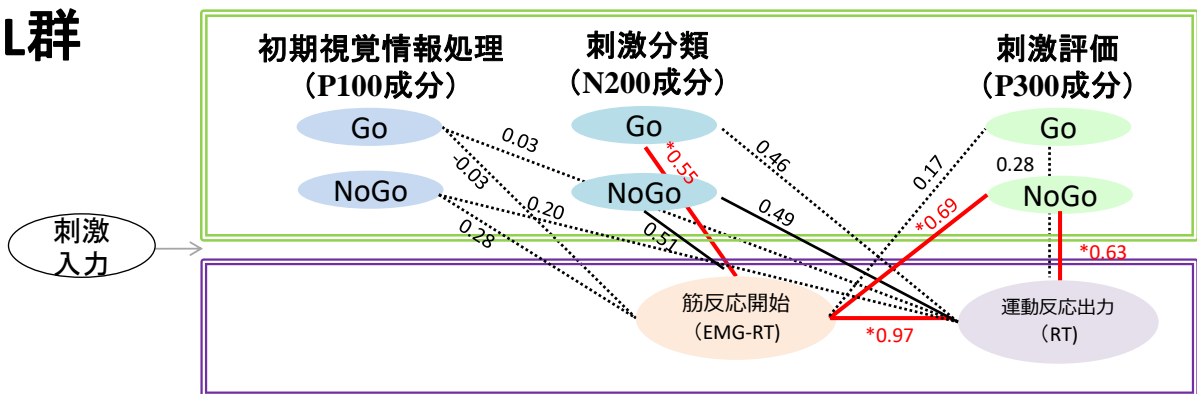 L群
初期視覚情報処理
（P100成分）
刺激分類
（N200成分）
刺激評価
（P300成分）
Go
Go
Go
NoGo
NoGo
NoGo
0.03
-0.03
0.20
0.28
*0.55
0.51
0.46
0.49
0.17
0.28
*0.69
*0.63
刺激
入力
筋反応開始
（EMG-RT)
*0.97
運動反応出力
（RT)